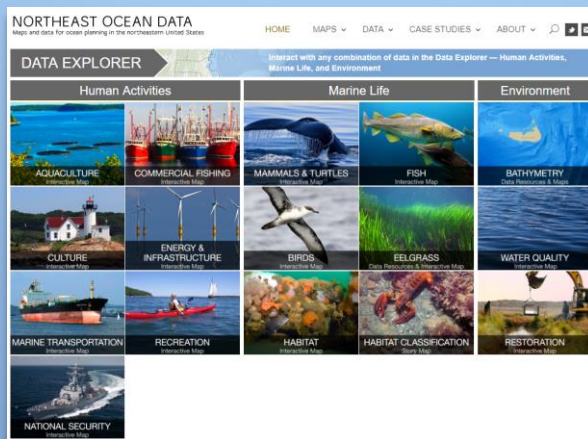 NORTHEAST OCEAN DATA
Maps and data for ocean planning in the northeastern United States
HOME MAPS DATA CASE STUDIES ABOUT
DATA EXPLORER
Interact with any combination of data in the Data Explorer — Human Activities,
Marine Life, and Environment
Human Activities
Marine Life
Environment
AQUACULTURE
Interactive Map
COMMERCIAL FISHING
Interactive Map
MAMMALS & TURTLES
Interactive Map
FISH
Interactive Map
BATHYMETRY
Data Resources & Maps
CULTURE
Interactive Map
ENERGY &
INFRASTRUCTURE
Interactive Map
BIRDS
Interactive Map
EELGRASS
Data Resources & Interactive Map
WATER QUALITY
Interactive Map
MARINE TRANSPORTATION
Interactive Map
RECREATION
Interactive Map
HABITAT
Interactive Map
HABITAT CLASSIFICATION
Story Map
RESTORATION
Interactive Map
NATIONAL SECURITY
Interactive Map